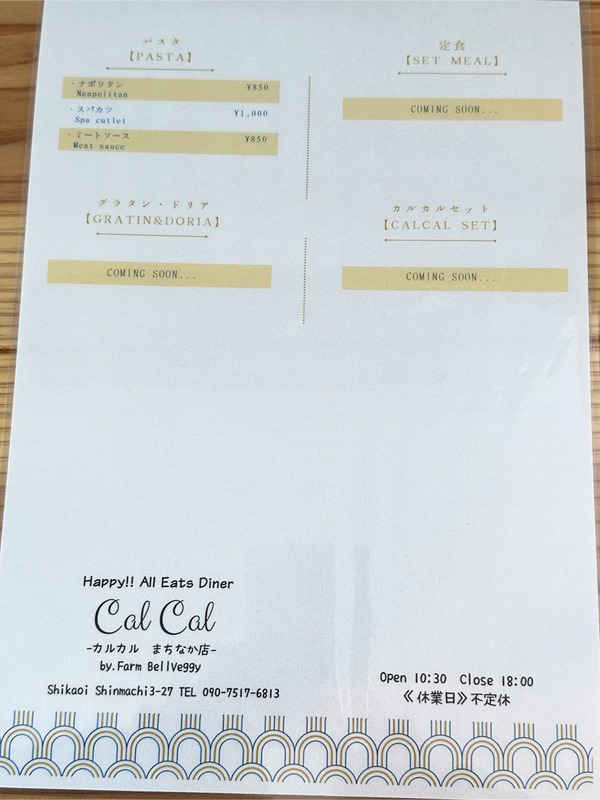 パスタ
【PASTA】
・ナポリタン ¥850
Neapolitan
・スパカツ ¥1,000
Spa cutlet
・ミートソース ¥850
Meat sauce
グラタン・ドリア
【GRATIN&DORIA】
COMING SOON...
定食
【SET MEAL】
COMING SOON...
カルカルセット
【CALCAL SET】
COMING SOON...
Happy!! All Eats Diner
Cal Cal
-カルカル まちなか店-
by.Farm Bellveggy
Shikaoi Shinmachi3-27 TEL 090-7517-6813
Open 10:30 Close 18:00
《休業日》不定休